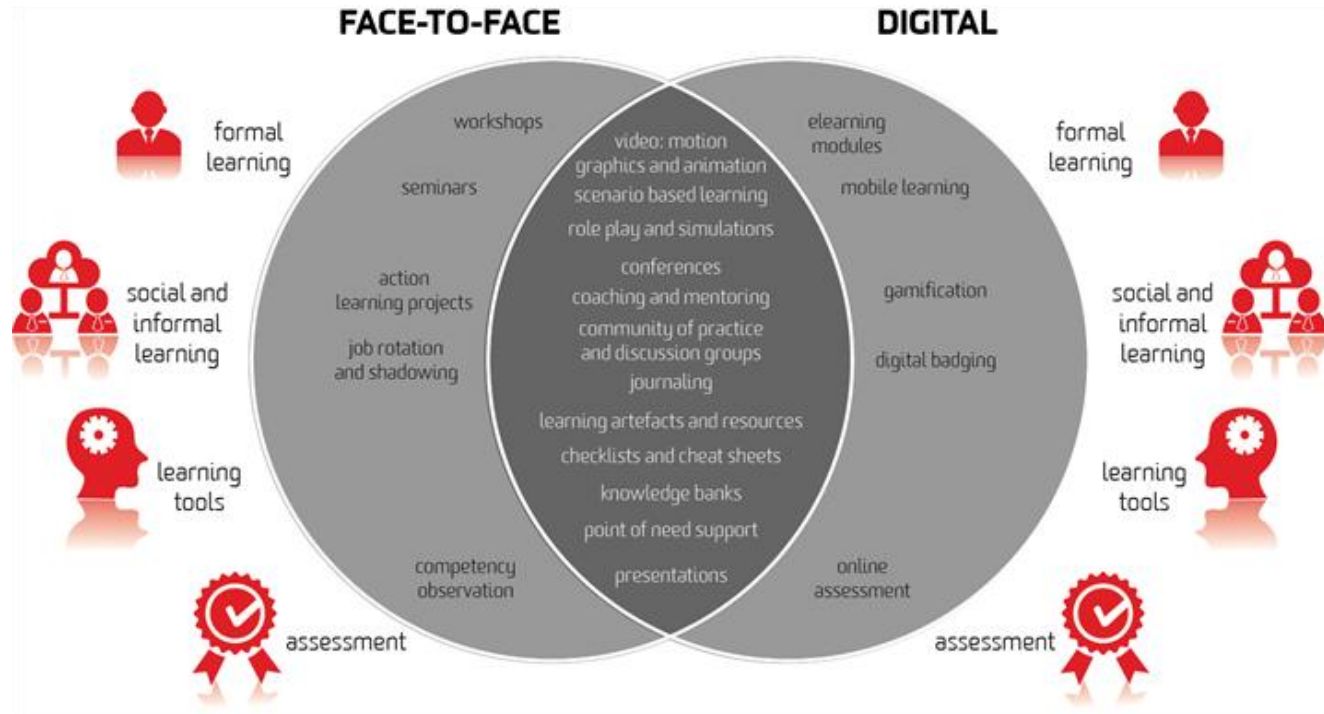 FACE-TO-FACE
DIGITAL
formal
learning
social and
informal
learning
learning
tools
assessment
workshops
seminars
action
learning projects
job rotation
and shadowing
competency
observation
video: motion
graphics and animation
scenario based learning
role play and simulations
conferences
coaching and mentoring
community of practice
and discussion groups
journaling
learning artefacts and resources
checklists and cheat sheets
knowledge banks
point of need support
presentations
elearning
modules
mobile learning
gamification
digital badging
online
assessment
formal
learning
social and
informal
learning
learning
tools
assessment